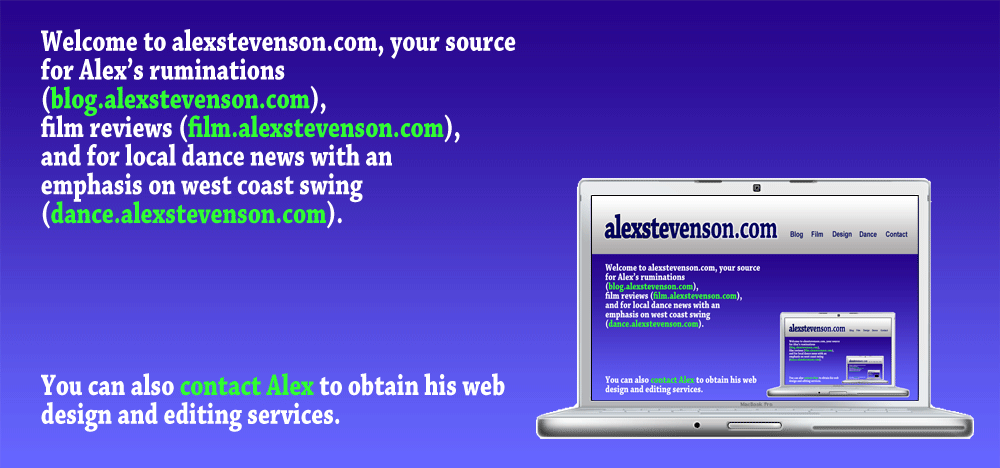 Welcome to alexstevenson.com, your source
for Alex’s ruminations
(blog.alexstevenson.com),
film reviews (film.alexstevenson.com),
and for local dance news with an
emphasis on west coast swing
(dance.alexstevenson.com).
You can also contact Alex to obtain his web
design and editing services.
alexstevenson.com
Blog Film Design Dance Contact
Welcome to alexstevenson.com, your source
for Alex’s ruminations
(blog.alexstevenson.com),
film reviews (film.alexstevenson.com),
and for local dance news with an
emphasis on west coast swing
(dance.alexstevenson.com).
You can also contact Alex to obtain his web
design and editing services.
alexstevenson.com
MacBook Pro